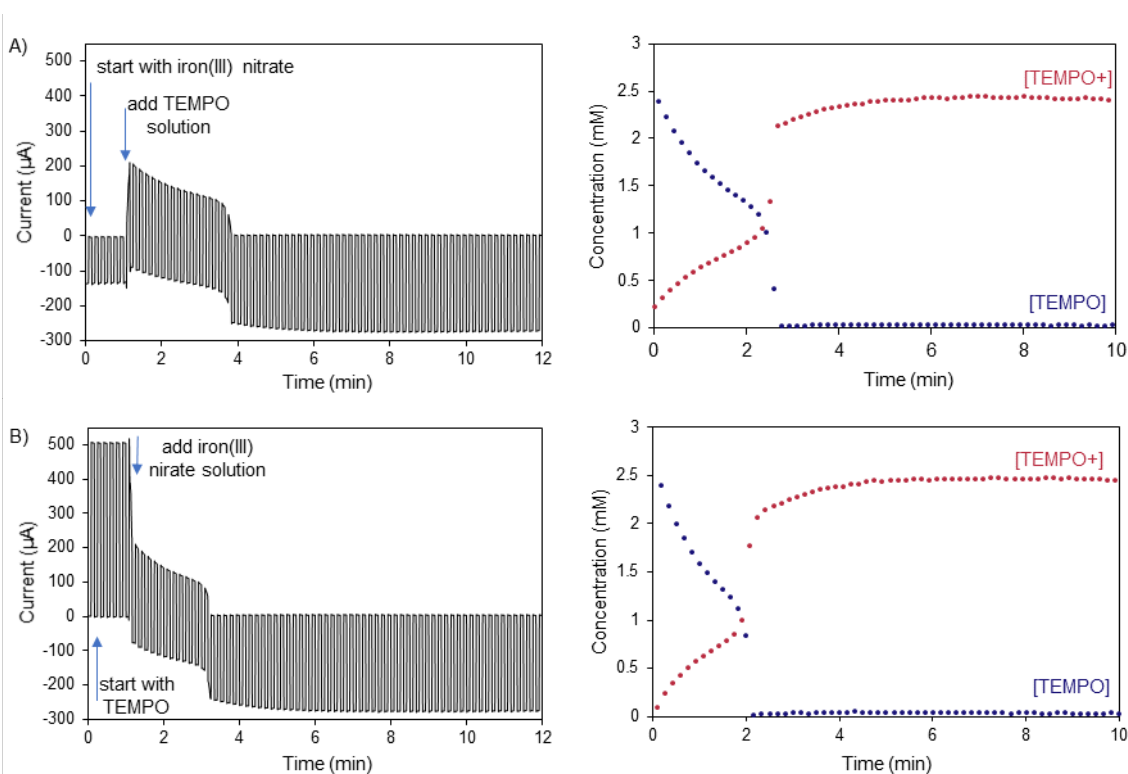 A)
start with iron(III) nitrate
add TEMPO
solution
Current (µA)
500
400
300
200
100
0
-100
-200
-300
0 2 4 6 8 10 12
Time (min)
Concentration (mM)
3
2.5
2
1.5
1
0.5
0
[TEMPO+]
[TEMPO]
0 2 4 6 8 10
Time (min)
B)
add iron(III)
nirate solution
start with
TEMPO
Current (µA)
500
400
300
200
100
0
-100
-200
-300
0 2 4 6 8 10 12
Time (min)
Concentration (mM)
3
2.5
2
1.5
1
0.5
0
[TEMPO+]
[TEMPO]
0 2 4 6 8 10
Time (min)